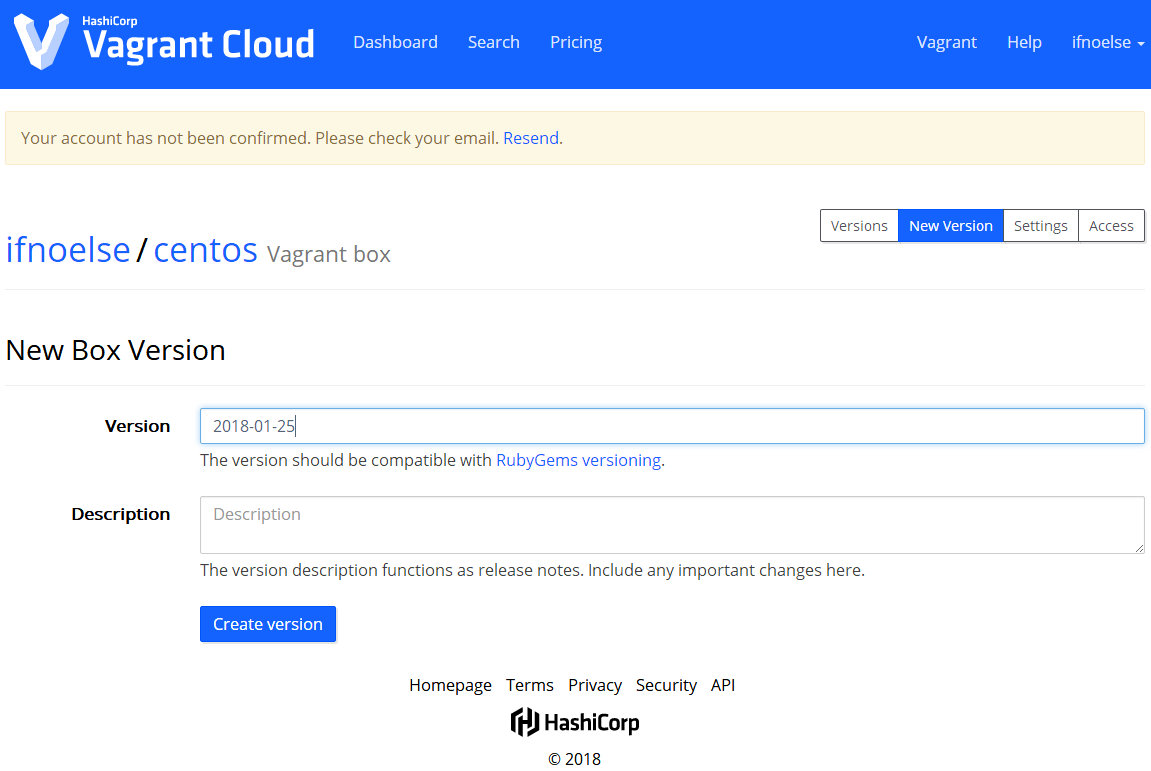 HashiCorp
Vagrant Cloud
Dashboard Search Pricing Vagrant Help ifnoelse
Your account has not been confirmed. Please check your email. Resend.
Versions New Version Settings Access
ifnoelse/centos Vagrant box
New Box Version
Version 2018-01-25
The version should be compatible with RubyGems versioning.
Description Description
The version description functions as release notes. Include any important changes here.
Create version
Homepage Terms Privacy Security API
HashiCorp
© 2018